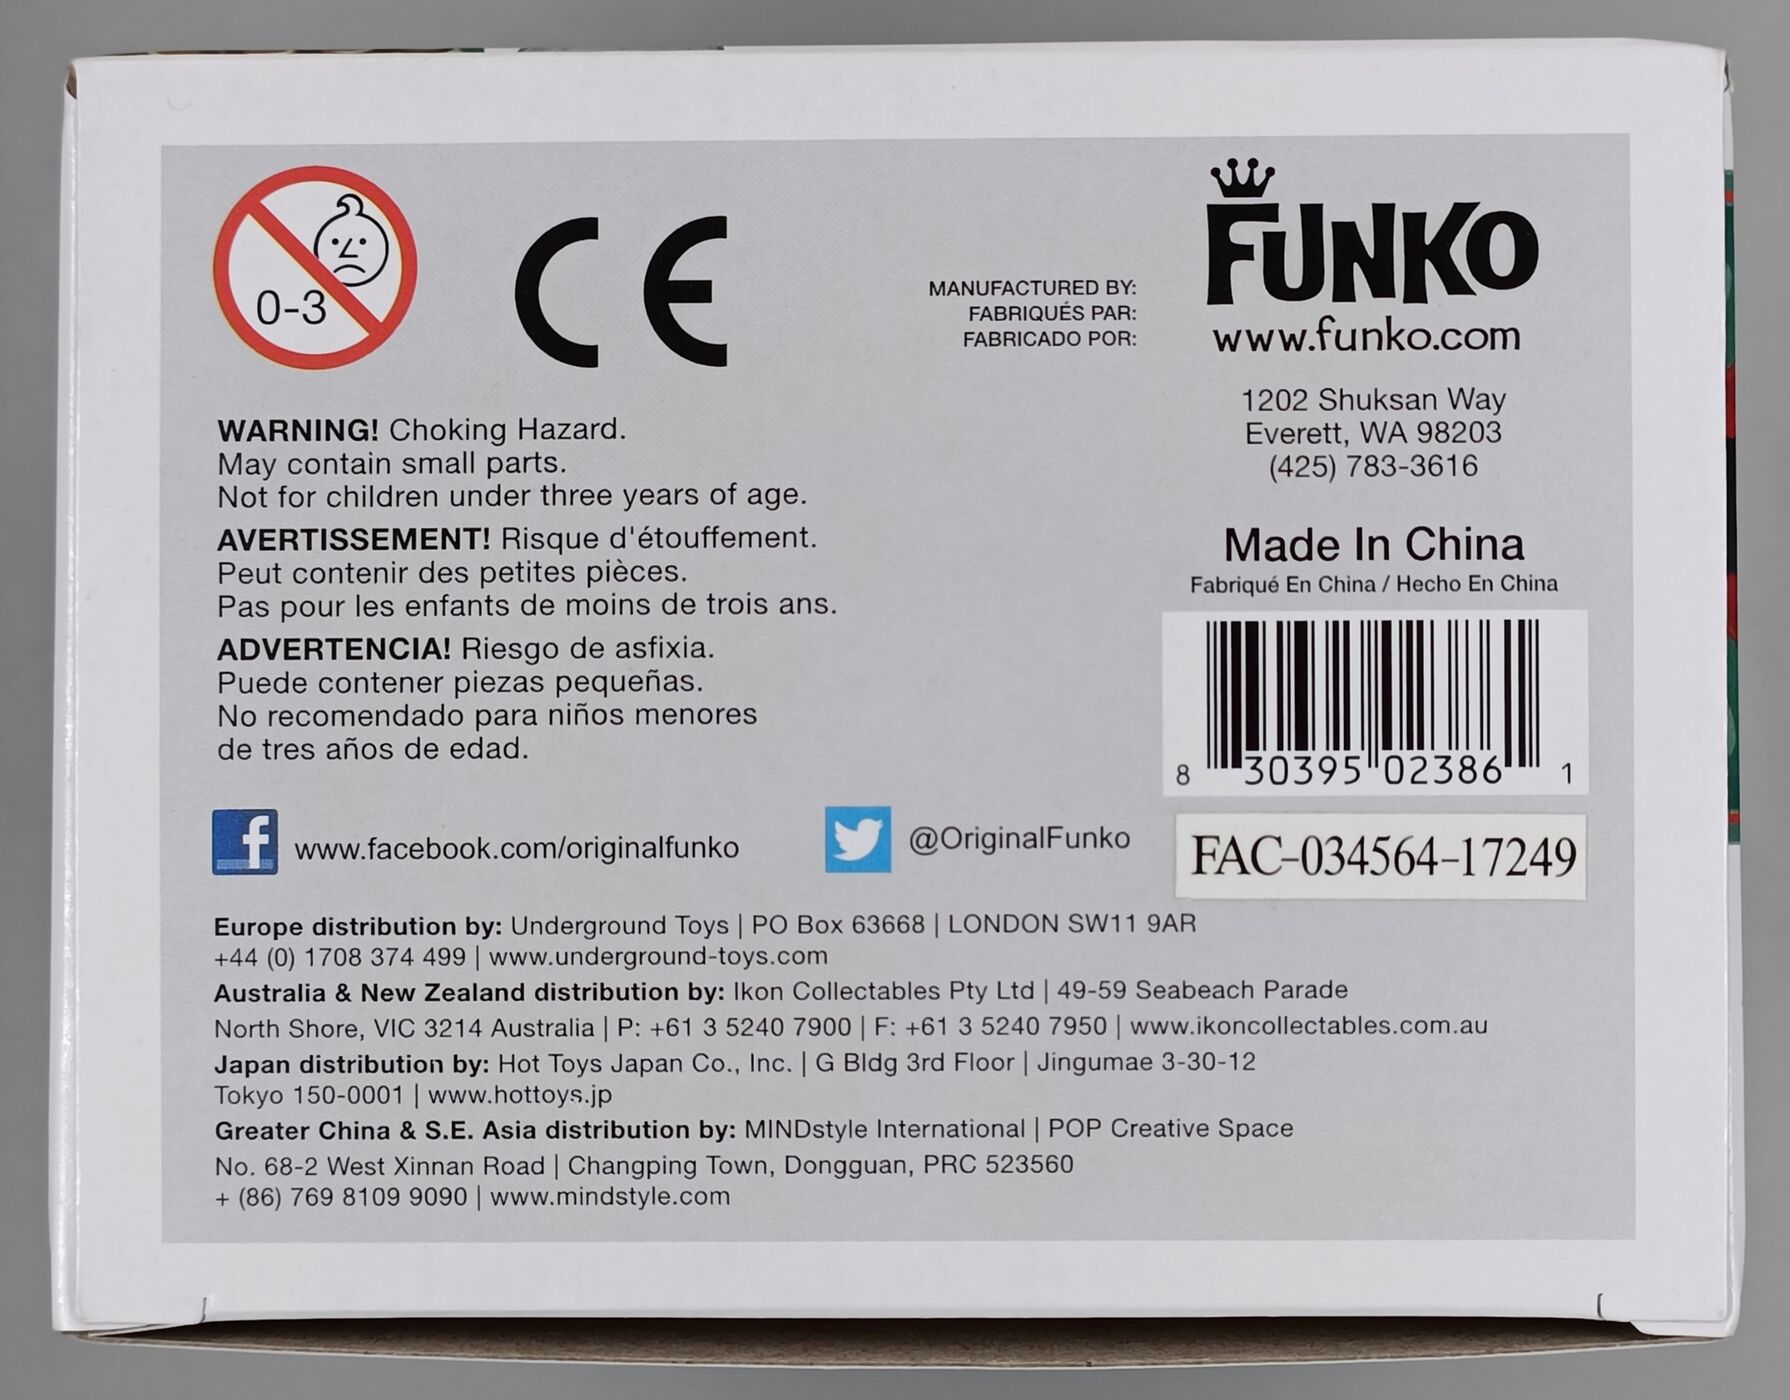 0-3
CE
MANUFACTURED BY:
FABRIQUÉS PAR:
FABRICADO POR:
FUNKO
www.funko.com
1202 Shuksan Way
Everett, WA 98203
(425) 783-3616
WARNING! Choking Hazard.
May contain small parts.
Not for children under three years of age.
AVERTISSEMENT! Risque d'étouffement.
Peut contenir des petites pièces.
Pas pour les enfants de moins de trois ans.
ADVERTENCIA! Riesgo de asfixia.
Puede contener piezas pequeñas.
No recomendado para niños menores
de tres años de edad.
Made In China
Fabriqué En China / Hecho En China
8 30395 02386 1
f www.facebook.com/originalfunko
@OriginalFunko
FAC-034564-17249
Europe distribution by: Underground Toys | PO Box 63668 | LONDON SW11 9AR
+44 (0) 1708 374 499 | www.underground-toys.com
Australia & New Zealand distribution by: Ikon Collectables Pty Ltd | 49-59 Seabeach Parade
North Shore, VIC 3214 Australia | P: +61 3 5240 7900 | F: +61 3 5240 7950 | www.ikoncollectables.com.au
Japan distribution by: Hot Toys Japan Co., Inc. | G Bldg 3rd Floor | Jingumae 3-30-12
Tokyo 150-0001 | www.hottoys.jp
Greater China & S.E. Asia distribution by: MINDstyle International | POP Creative Space
No. 68-2 West Xinnan Road | Changping Town, Dongguan, PRC 523560
+ (86) 769 8109 9090 | www.mindstyle.com